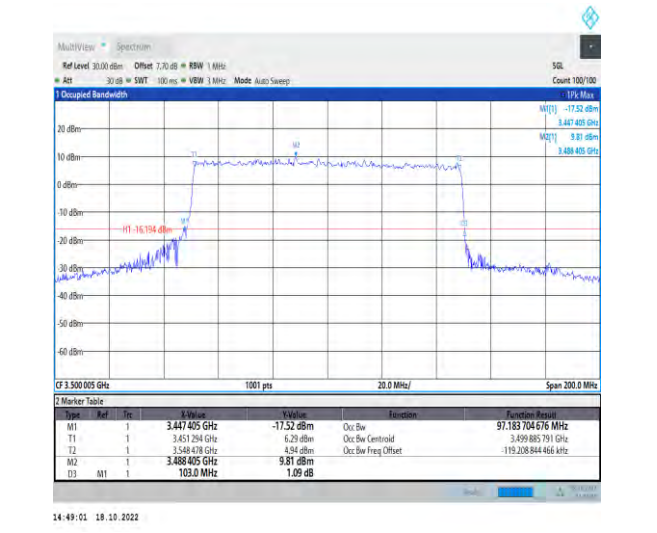 MultiView Spectrum
Ref Level 30.00 dBm Offset 7.70 dB RBW 1 MHz SGL
Att 30 dB SWT 100 ms VBW 3 MHz Mode Auto Sweep Count 100/100
1 Occupied Bandwidth 1Pk Max
M1[1] -17.52 dBm
3.447 405 GHz
M2[1] 9.81 dBm
3.488 405 GHz
20 dBm
M2
T1
10 dBm
0 dBm
-10 dBm
H1 -16.194 dBm
M1
-20 dBm
-30 dBm
-40 dBm
-50 dBm
-60 dBm
CF 3.500 005 GHz 1001 pts 20.0 MHz/ Span 200.0 MHz
2 Marker Table
Type Ref Trc X-Value Y-Value Function Function Result
M1 1 3.447 405 GHz -17.52 dBm Occ Bw 97.183 704 676 MHz
T1 1 3.451 294 GHz 6.29 dBm Occ Bw Centroid 3.499 885 791 GHz
T2 1 3.548 478 GHz 4.94 dBm Occ Bw Freq Offset -119.208 844 466 kHz
M2 1 3.488 405 GHz 9.81 dBm
D3 M1 1 103.0 MHz 1.09 dB
14:49:01 18.10.2022